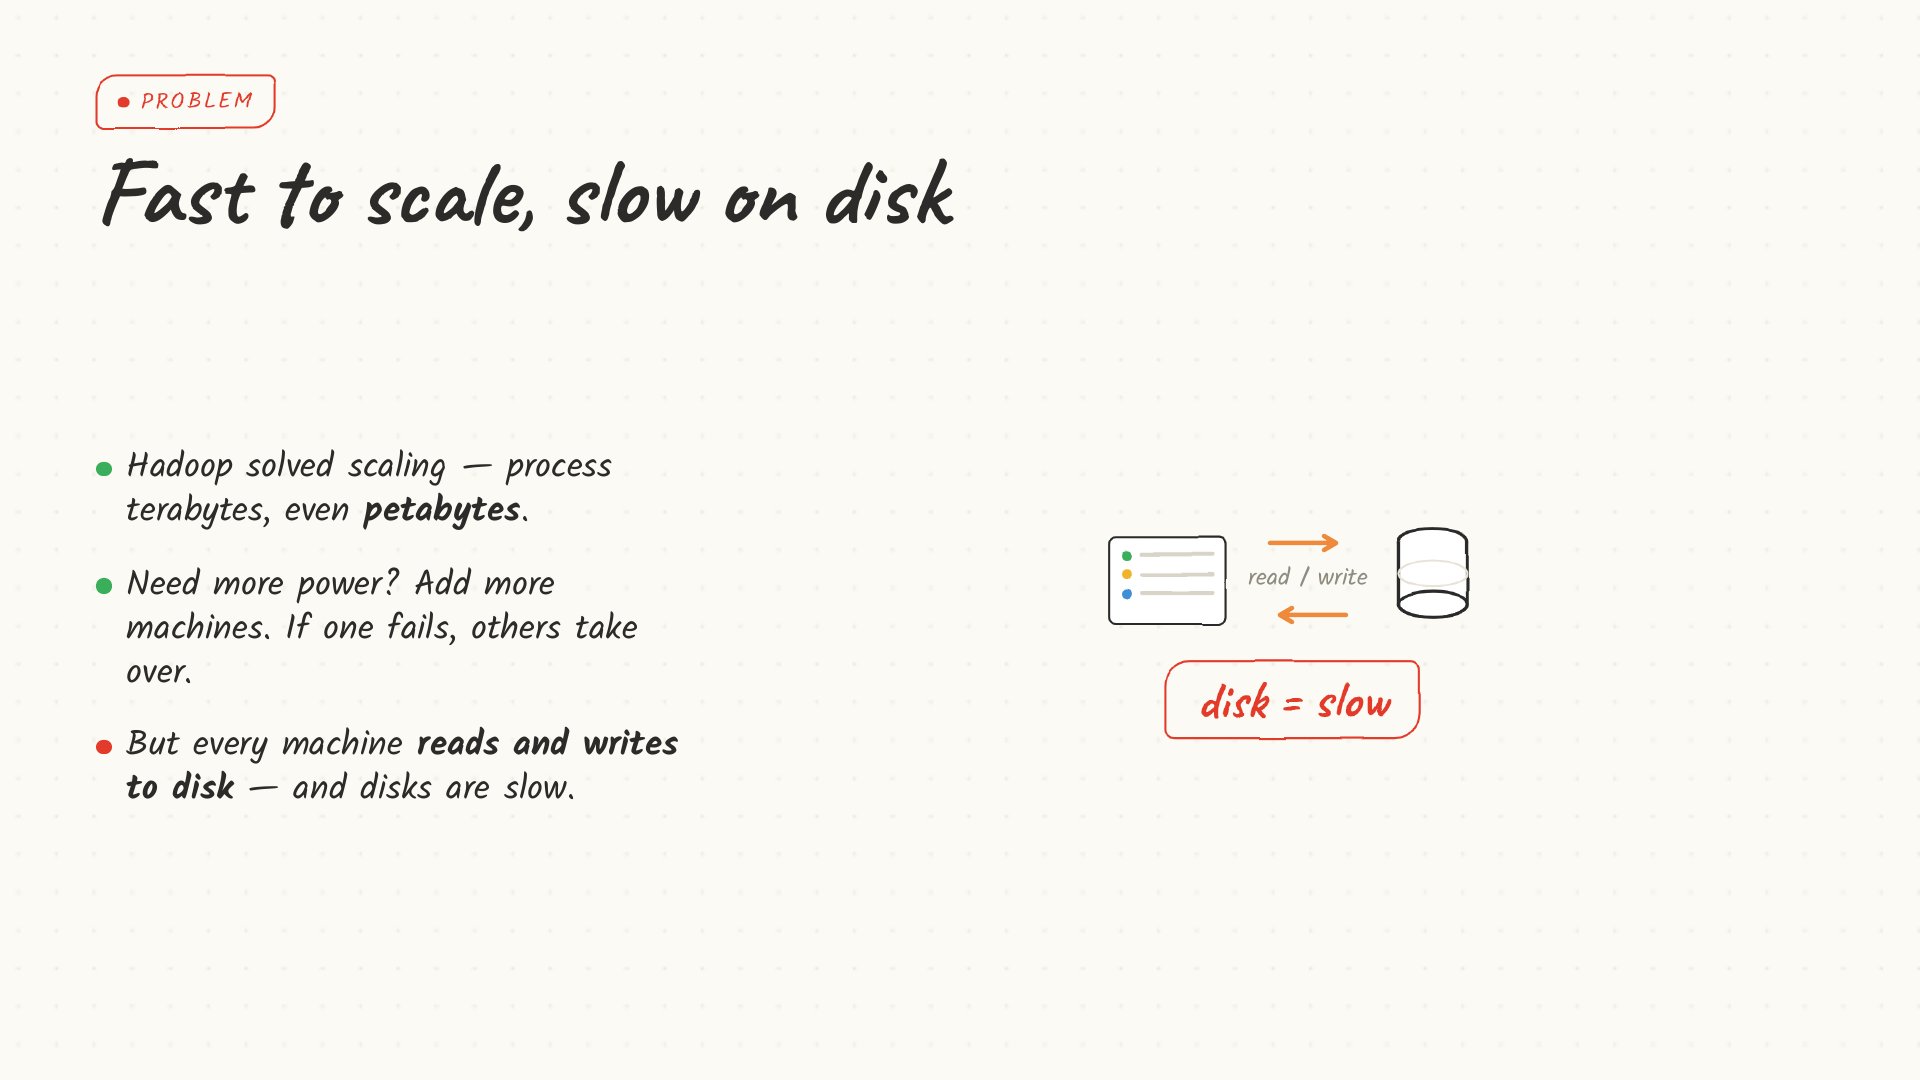 PROBLEM
Fast to scale, slow on disk
Hadoop solved scaling — process
terabytes, even petabytes.
Need more power? Add more
machines. If one fails, others take
over.
But every machine reads and writes
to disk — and disks are slow.
read / write
disk = slow